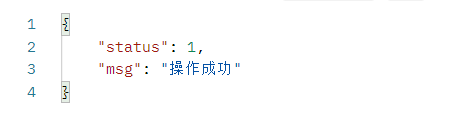 1 {
2     "status": 1,
3     "msg": "操作成功"
4 }